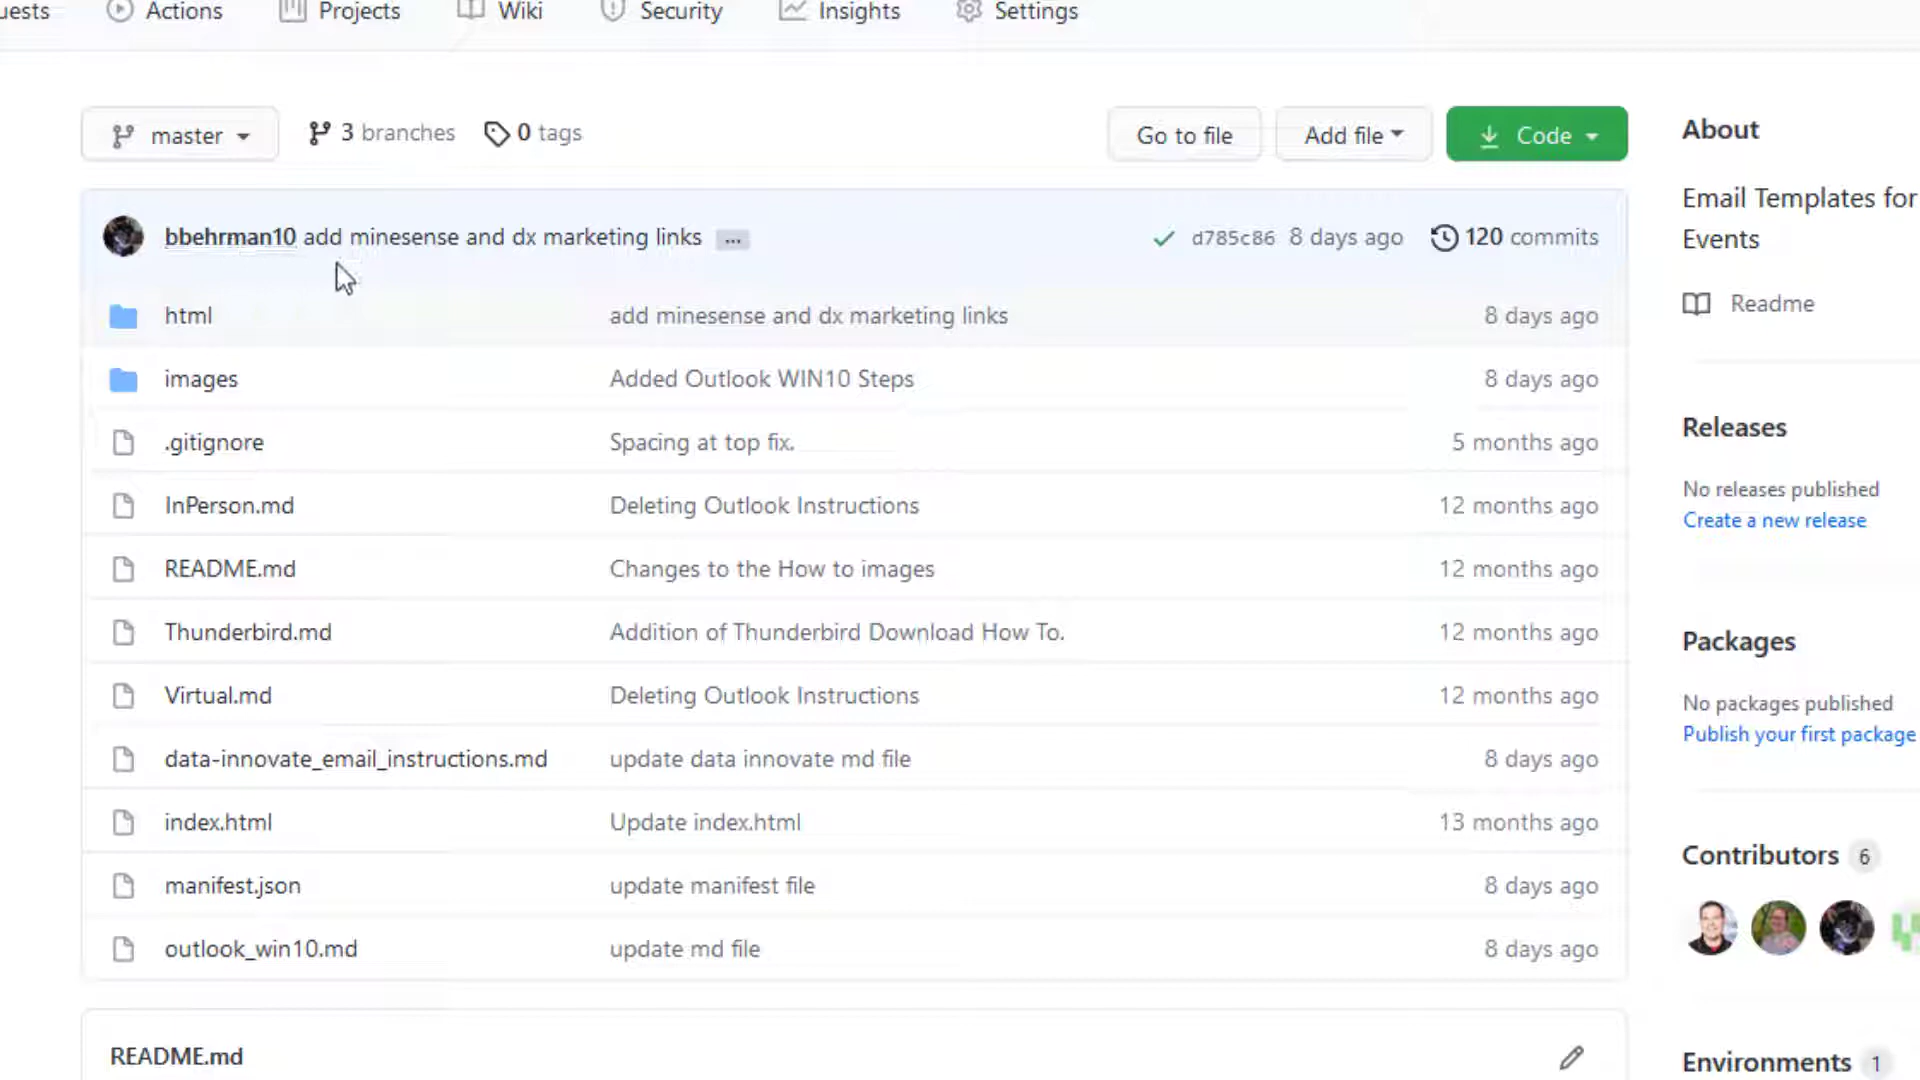 uests Actions Projects Wiki Security Insights Settings
master 3 branches 0 tags Go to file Add file Code
bbehrman10 add minesense and dx marketing links ... d785c86 8 days ago 120 commits
html add minesense and dx marketing links 8 days ago
images Added Outlook WIN10 Steps 8 days ago
.gitignore Spacing at top fix. 5 months ago
InPerson.md Deleting Outlook Instructions 12 months ago
README.md Changes to the How to images 12 months ago
Thunderbird.md Addition of Thunderbird Download How To. 12 months ago
Virtual.md Deleting Outlook Instructions 12 months ago
data-innovate_email_instructions.md update data innovate md file 8 days ago
index.html Update index.html 13 months ago
manifest.json update manifest file 8 days ago
outlook_win10.md update md file 8 days ago
README.md
About
Email Templates for
Events
Readme
Releases
No releases published
Create a new release
Packages
No packages published
Publish your first package
Contributors 6
Environments 1